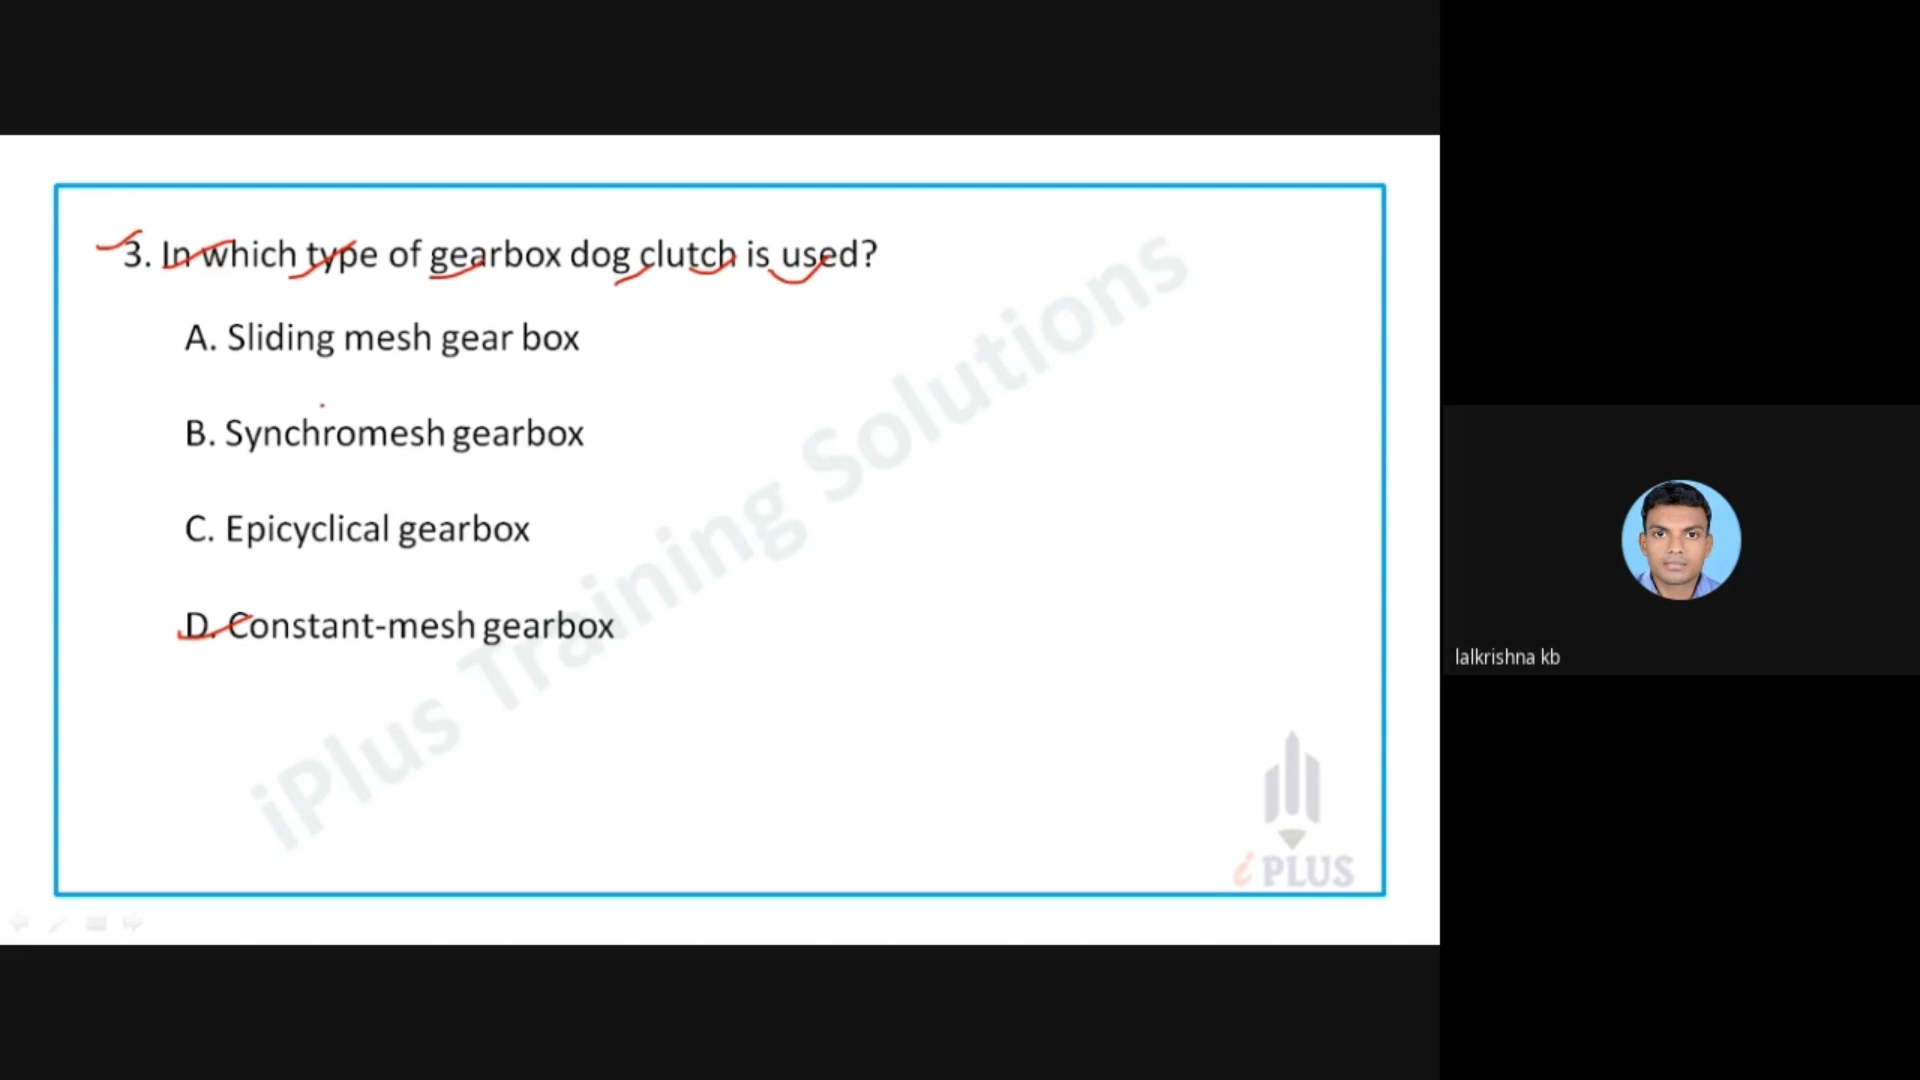 3. In which type of gearbox dog clutch is used?
A. Sliding mesh gear box
B. Synchromesh gearbox
C. Epicyclical gearbox
D. Constant-mesh gearbox
iPlus Training Solutions
i PLUS
lalkrishna kb